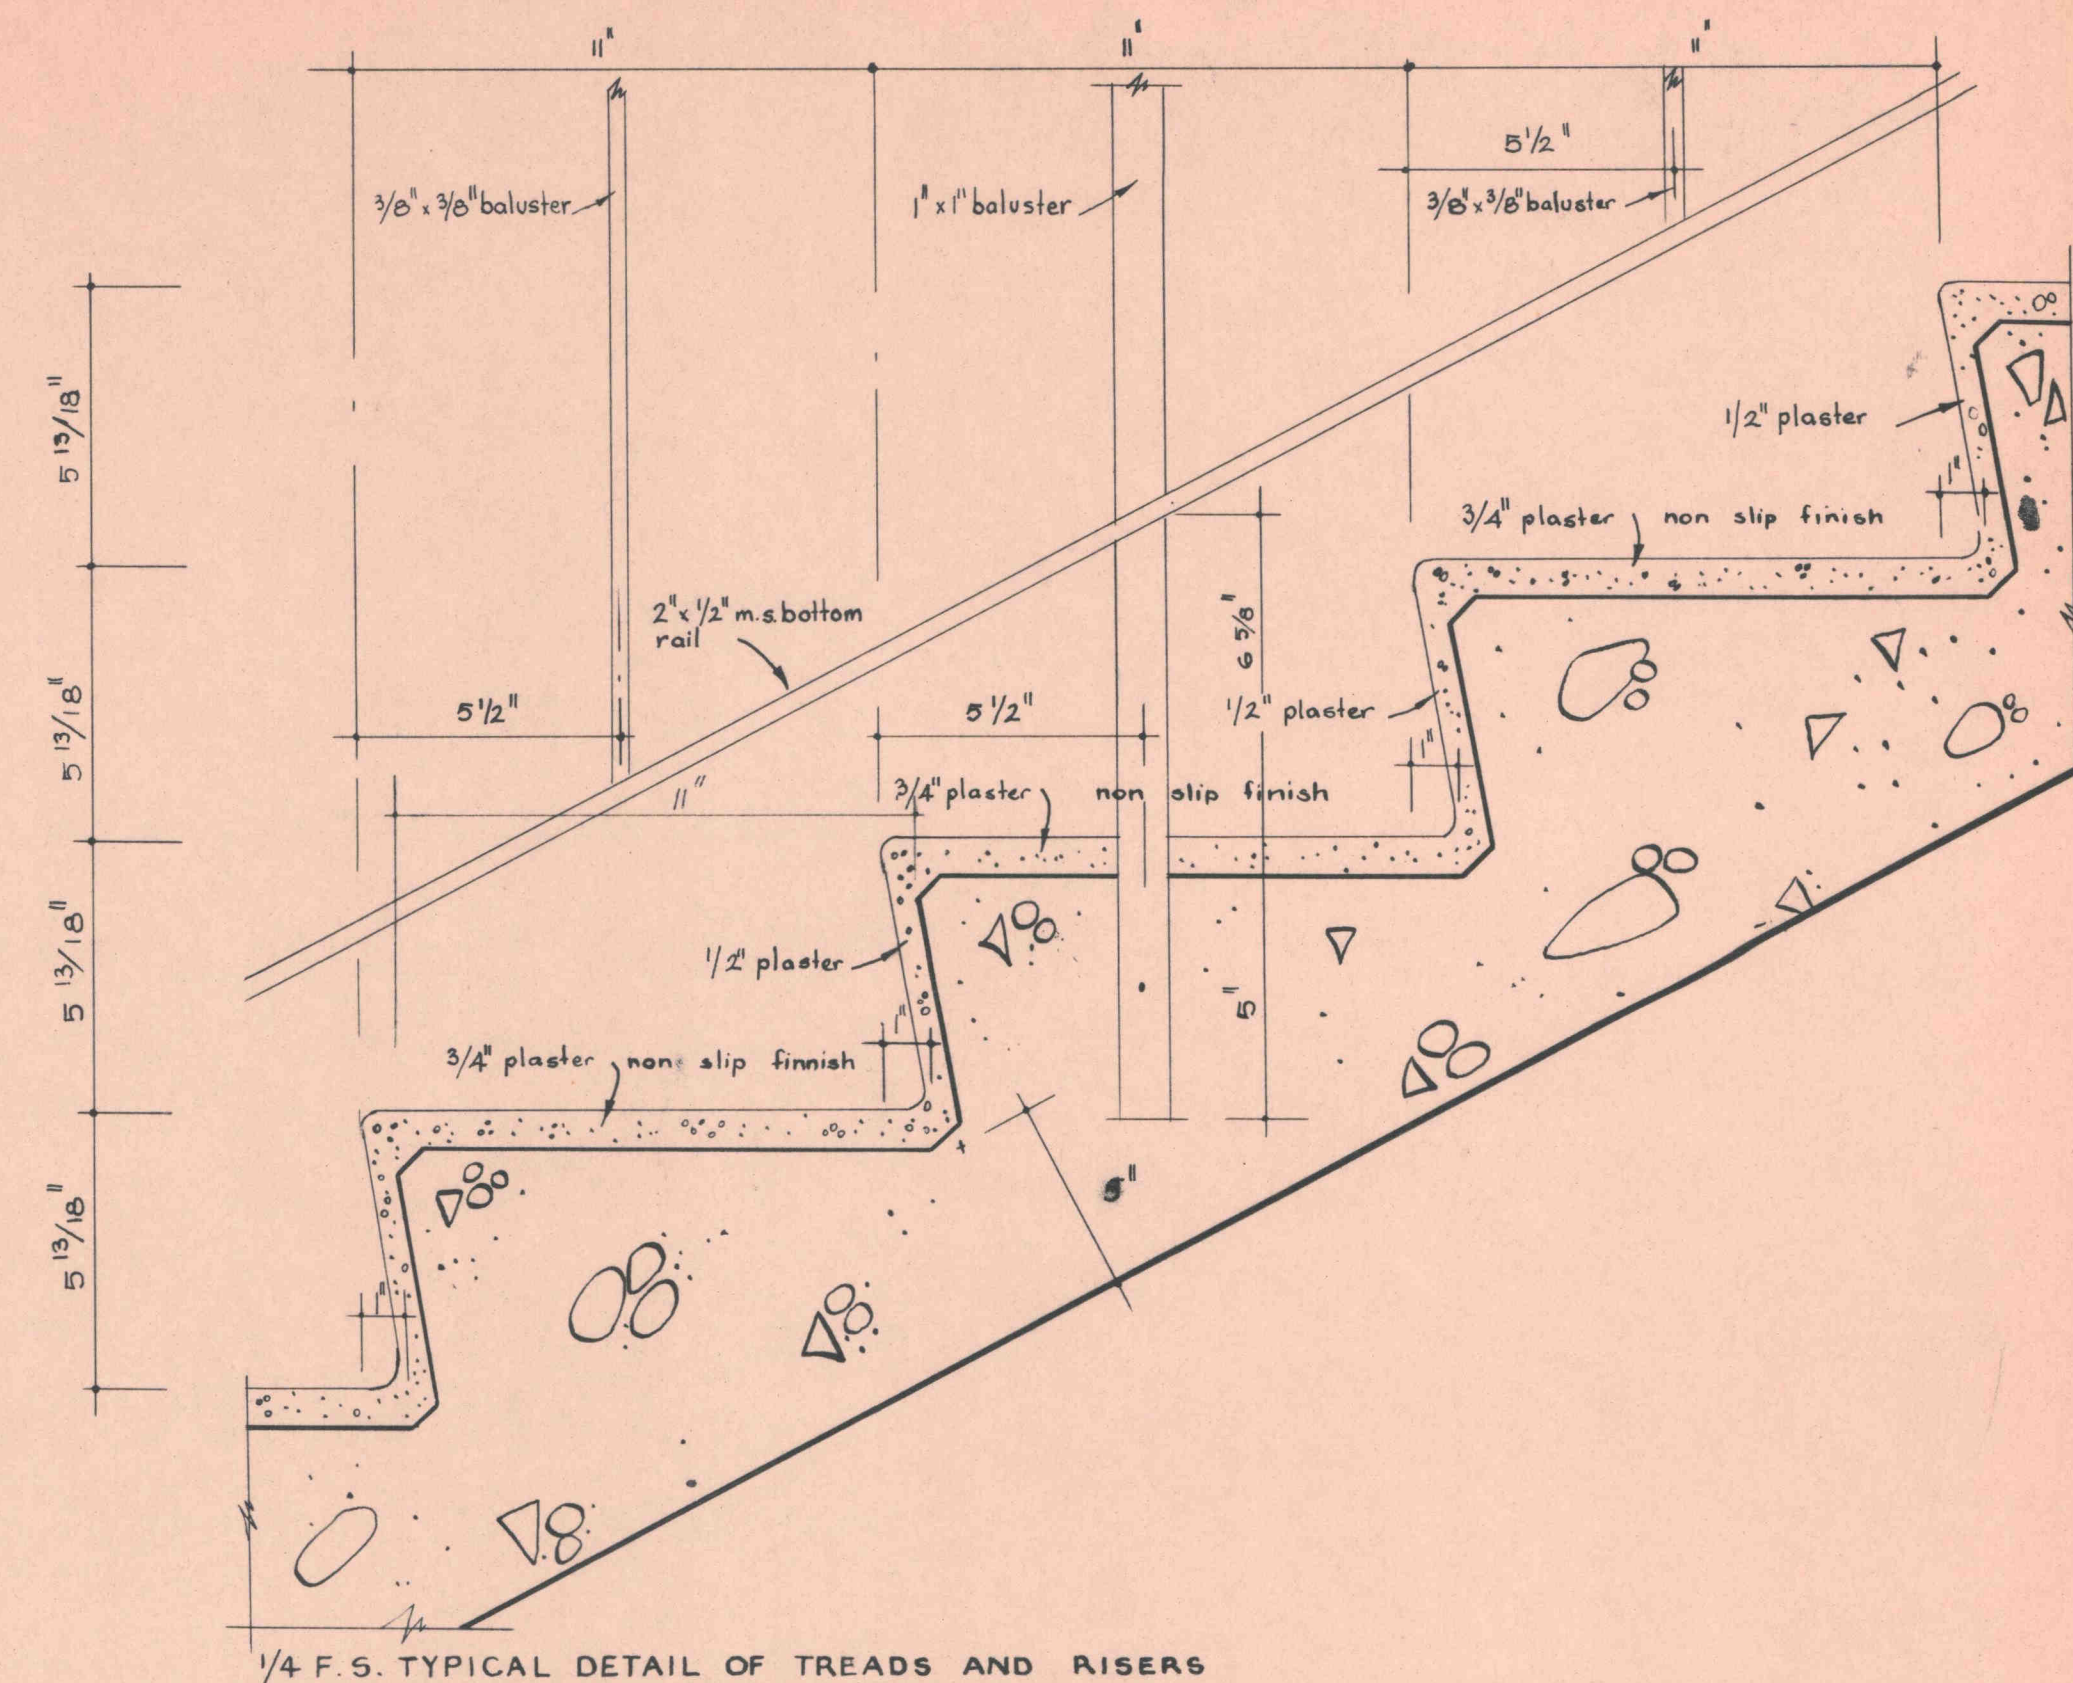 11"
11"
11"
5 1/2"
3/8" x 3/8" baluster
1" x 1" baluster
3/8" x 3/8" baluster
5 13/18"
1/2" plaster
1"
3/4" plaster non slip finish
2" x 1/2" m.s. bottom
rail
6 5/8"
5 13/18"
5 1/2"
5 1/2"
1/2" plaster
1"
11"
3/4" plaster non slip finish
5 13/18"
1/2" plaster
5"
1"
3/4" plaster non slip finnish
5 13/18"
1"
1/4 F.S. TYPICAL DETAIL OF TREADS AND RISERS